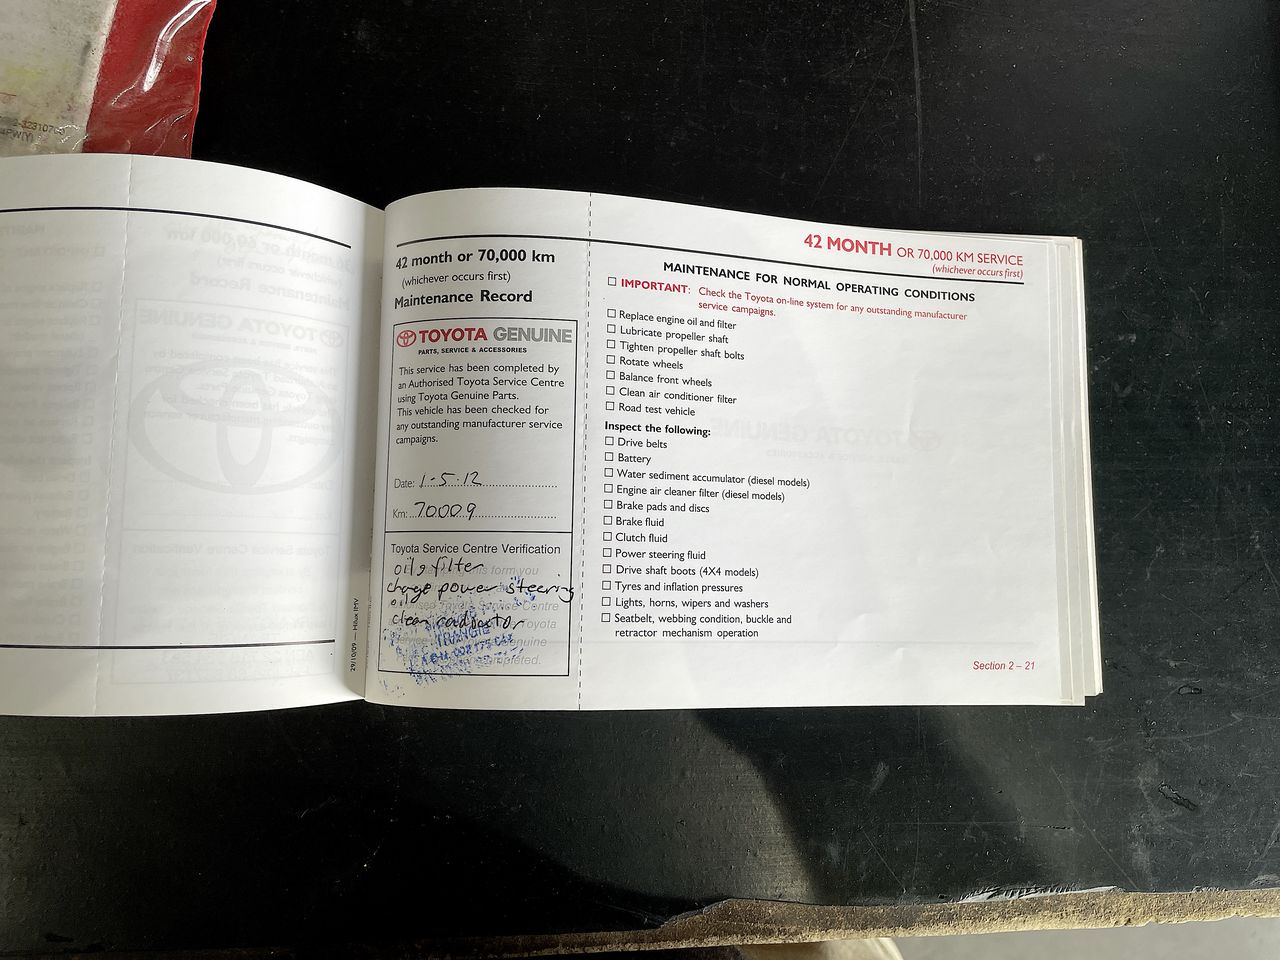 42 month or 70,000 km
(whichever occurs first)
Maintenance Record
TOYOTA GENUINE
PARTS, SERVICE & ACCESSORIES
This service has been completed by
an Authorised Toyota Service Centre
using Toyota Genuine Parts.
This vehicle has been checked for
any outstanding manufacturer service
campaigns.
Date: 1-5-12
Km: 70009
Toyota Service Centre Verification
oil & filter
chage power steering
oil
clean radiator
TRIANGLE
29/10/09 — Hilux IMV
42 MONTH OR 70,000 KM SERVICE
(whichever occurs first)
MAINTENANCE FOR NORMAL OPERATING CONDITIONS
IMPORTANT: Check the Toyota on-line system for any outstanding manufacturer
service campaigns.
Replace engine oil and filter
Lubricate propeller shaft
Tighten propeller shaft bolts
Rotate wheels
Balance front wheels
Clean air conditioner filter
Road test vehicle
Inspect the following:
Drive belts
Battery
Water sediment accumulator (diesel models)
Engine air cleaner filter (diesel models)
Brake pads and discs
Brake fluid
Clutch fluid
Power steering fluid
Drive shaft boots (4X4 models)
Tyres and inflation pressures
Lights, horns, wipers and washers
Seatbelt, webbing condition, buckle and
retractor mechanism operation
Section 2 – 21